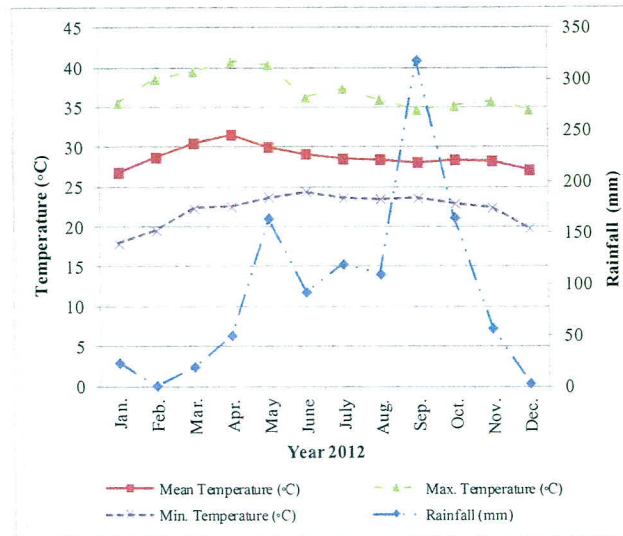 45
40
35
30
25
20
15
10
5
0
Temperature (◦C)
350
300
250
200
150
100
50
0
Rainfall (mm)
Jan.
Feb.
Mar.
Apr.
May
June
July
Aug.
Sep.
Oct.
Nov.
Dec.
Year 2012
Mean Temperature (◦C) Max. Temperature (◦C)
Min. Temperature (◦C) Rainfall (mm)